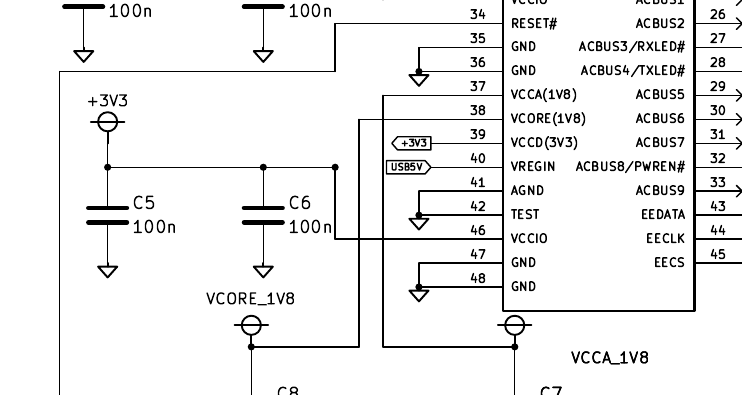 100n
100n
VCCIO
ACBUS1
34
RESET#
ACBUS2
26
35
GND
ACBUS3/RXLED#
27
36
GND
ACBUS4/TXLED#
28
37
VCCA(1V8)
ACBUS5
29
+3V3
38
VCORE(1V8)
ACBUS6
30
+3V3
39
VCCD(3V3)
ACBUS7
31
USB5V
40
VREGIN
ACBUS8/PWREN#
32
41
AGND
ACBUS9
33
C5
C6
42
TEST
EEDATA
43
100n
100n
46
VCCIO
EECLK
44
47
GND
EECS
45
48
GND
VCORE_1V8
VCCA_1V8
C8
C7